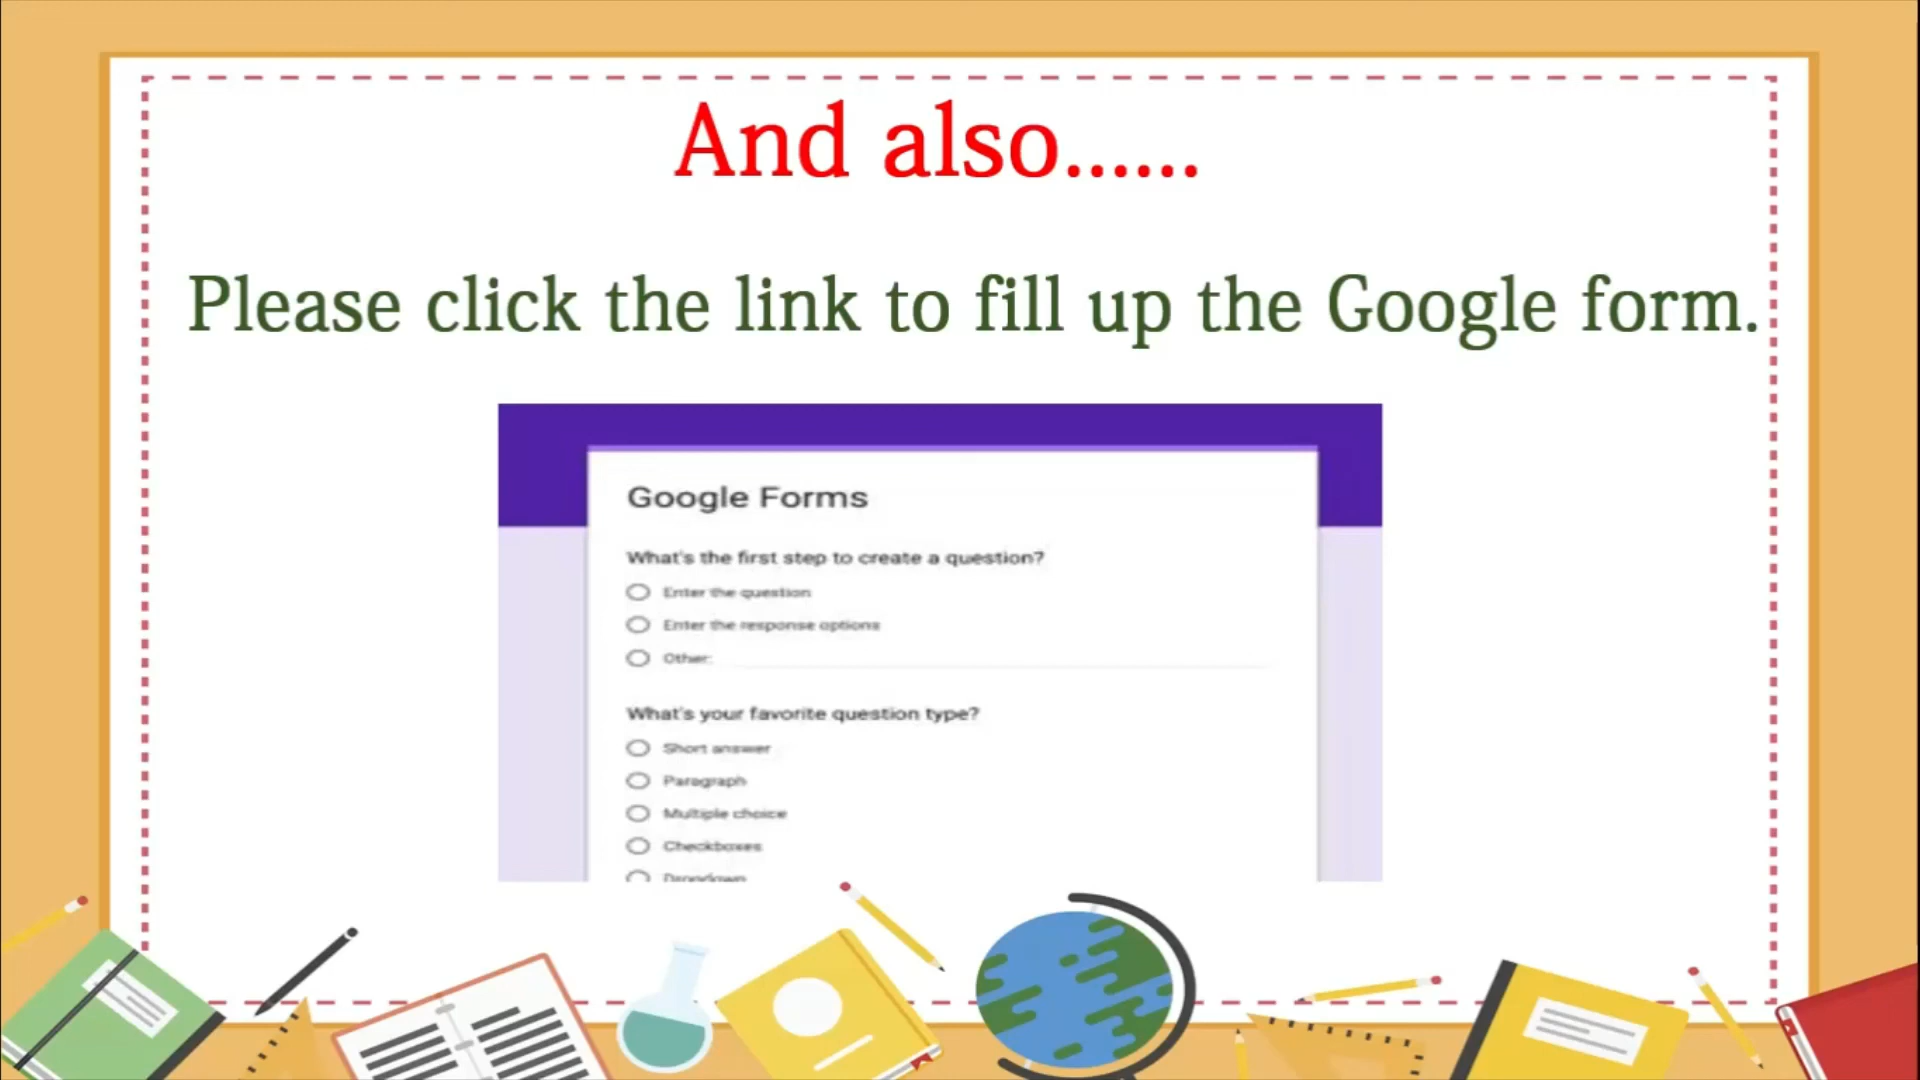 And also......
Please click the link to fill up the Google form.
Google Forms
What's the first step to create a question?
Enter the question
Enter the response options
Other:
What's your favorite question type?
Short answer
Paragraph
Multiple choice
Checkboxes
Dropdown